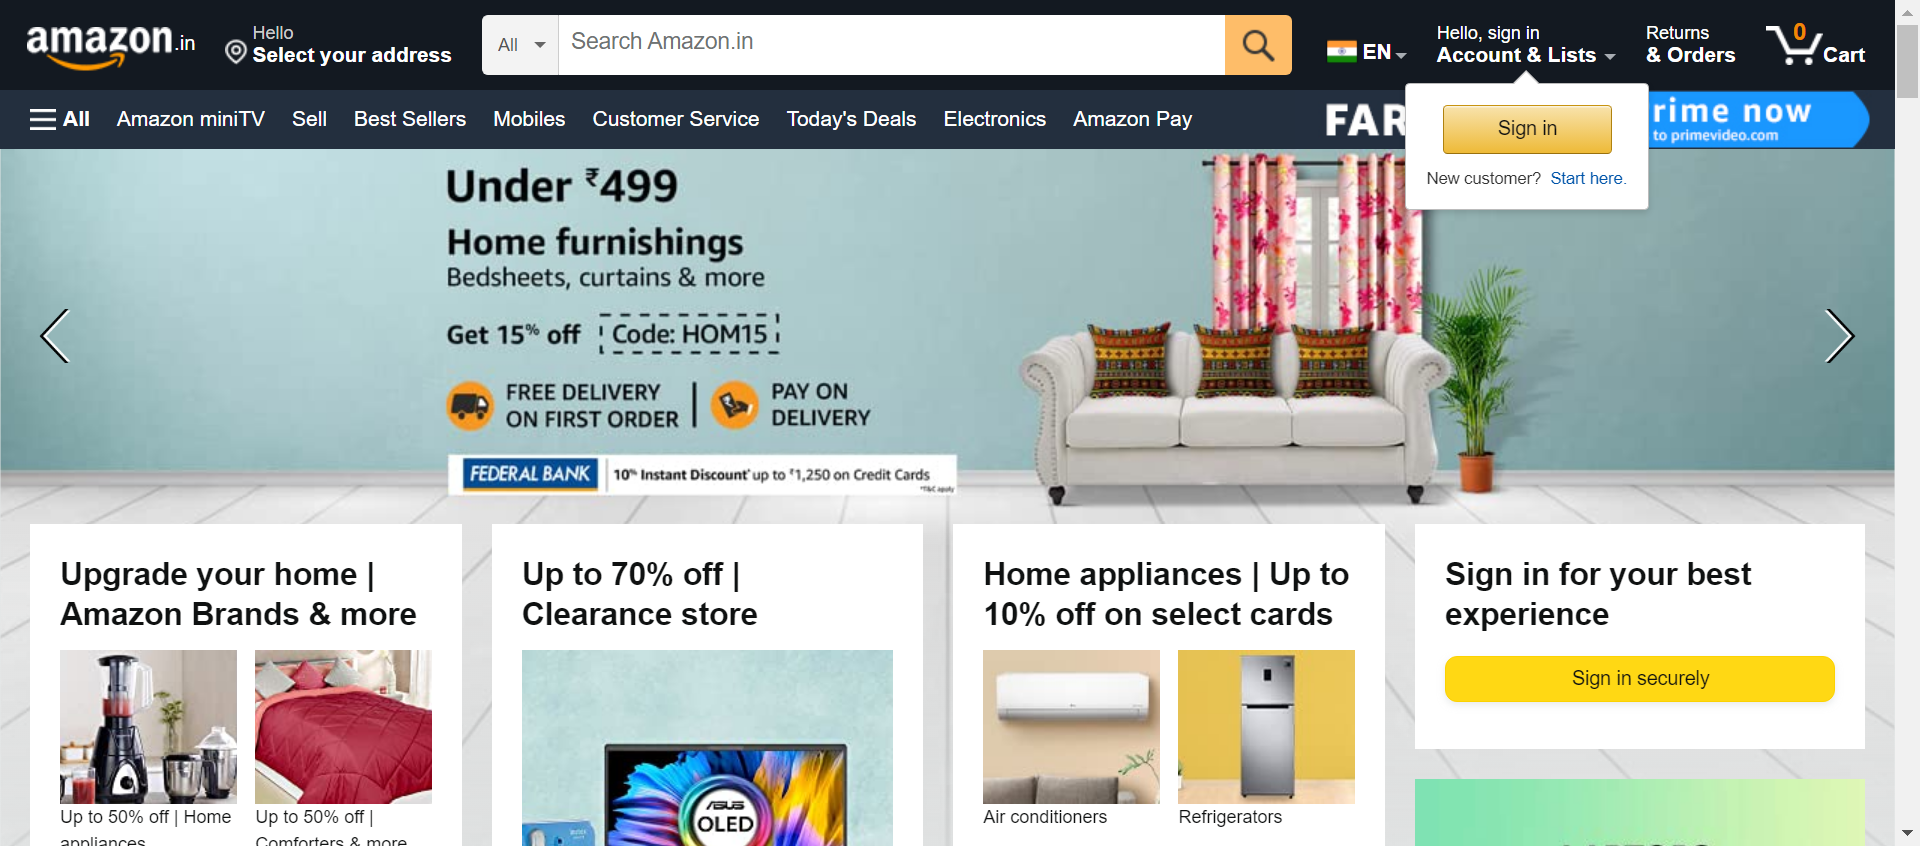 amazon.in
Hello
Select your address
All
Search Amazon.in
EN
Hello, sign in
Account & Lists
Returns
& Orders
0
Cart
All
Amazon miniTV
Sell
Best Sellers
Mobiles
Customer Service
Today's Deals
Electronics
Amazon Pay
FAR
rime now
to primevideo.com
Sign in
New customer? Start here.
Under ₹499
Home furnishings
Bedsheets, curtains & more
Get 15% off
Code: HOM15
FREE DELIVERY
ON FIRST ORDER
PAY ON
DELIVERY
FEDERAL BANK
10% Instant Discount* up to ₹1,250 on Credit Cards
*T&C apply
Upgrade your home |
Amazon Brands & more
Up to 50% off | Home
appliances
Up to 50% off |
Comforters & more
Up to 70% off |
Clearance store
ASUS
OLED
Home appliances | Up to
10% off on select cards
Air conditioners
Refrigerators
Sign in for your best
experience
Sign in securely